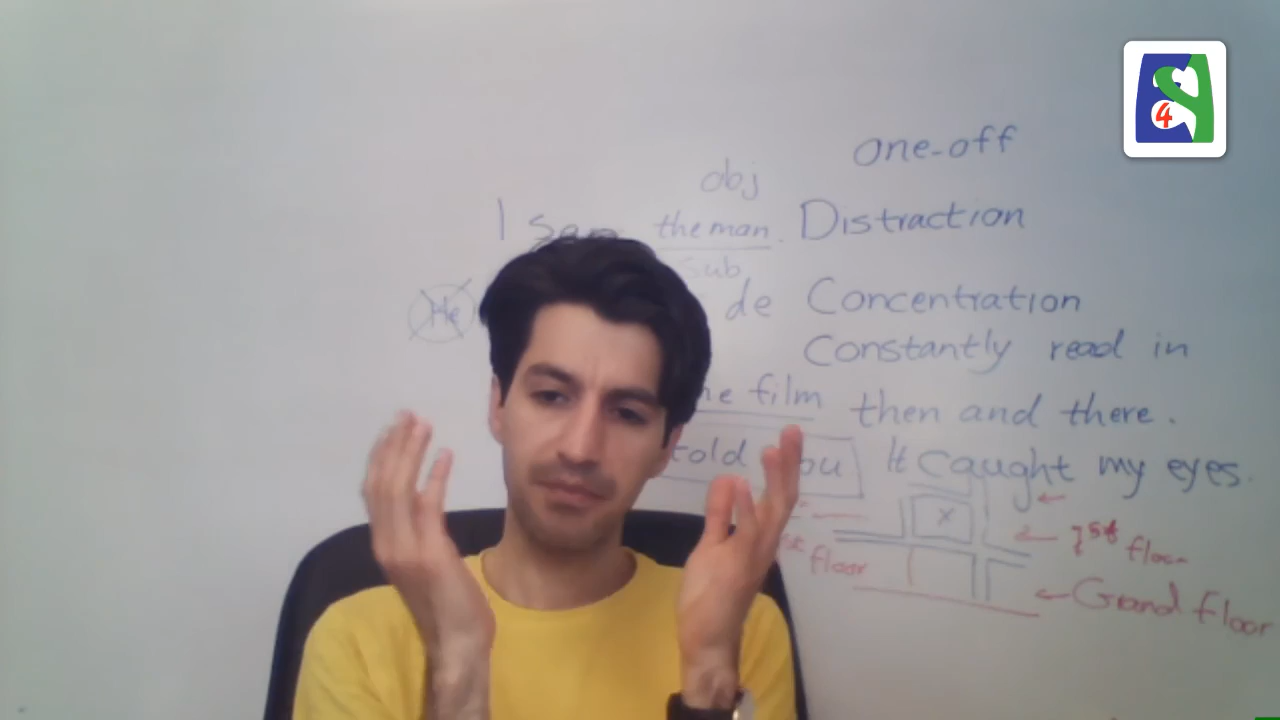 one-off
obj
I saw the man. Distraction
sub
He de Concentration
Constantly read in
the film then and there.
told you It caught my eyes.
1st floor
floor
Grand floor
4